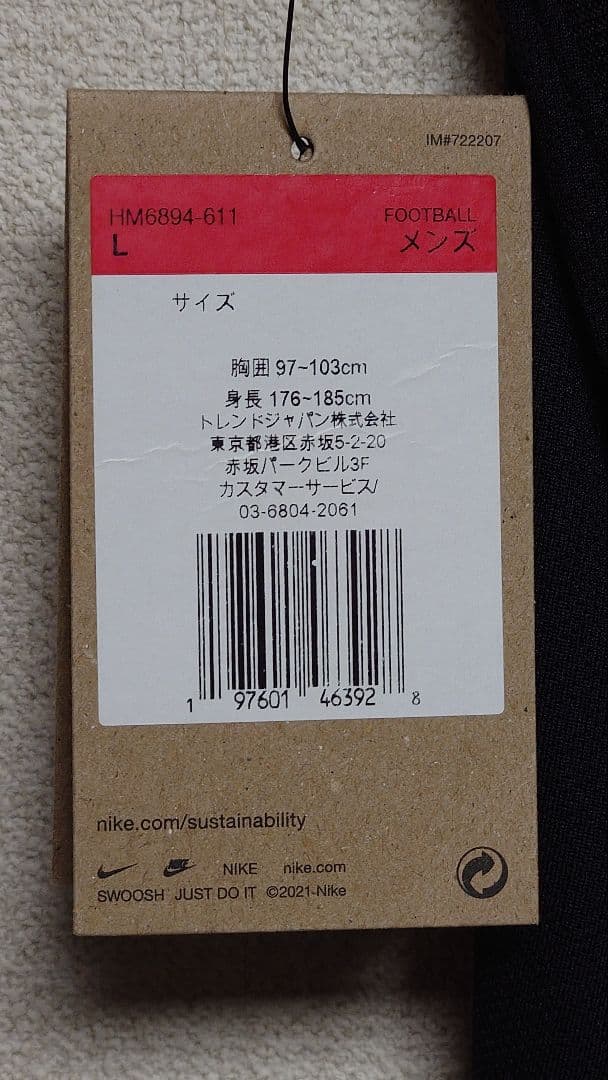 IM#722207
HM6894-611 FOOTBALL
L メンズ
サイズ
胸囲 97~103cm
身長 176~185cm
トレンドジャパン株式会社
東京都港区赤坂5-2-20
赤坂パークビル3F
カスタマーサービス/
03-6804-2061
1 97601 46392 8
nike.com/sustainability
NIKE NIKE nike.com
SWOOSH JUST DO IT ©2021 Nike